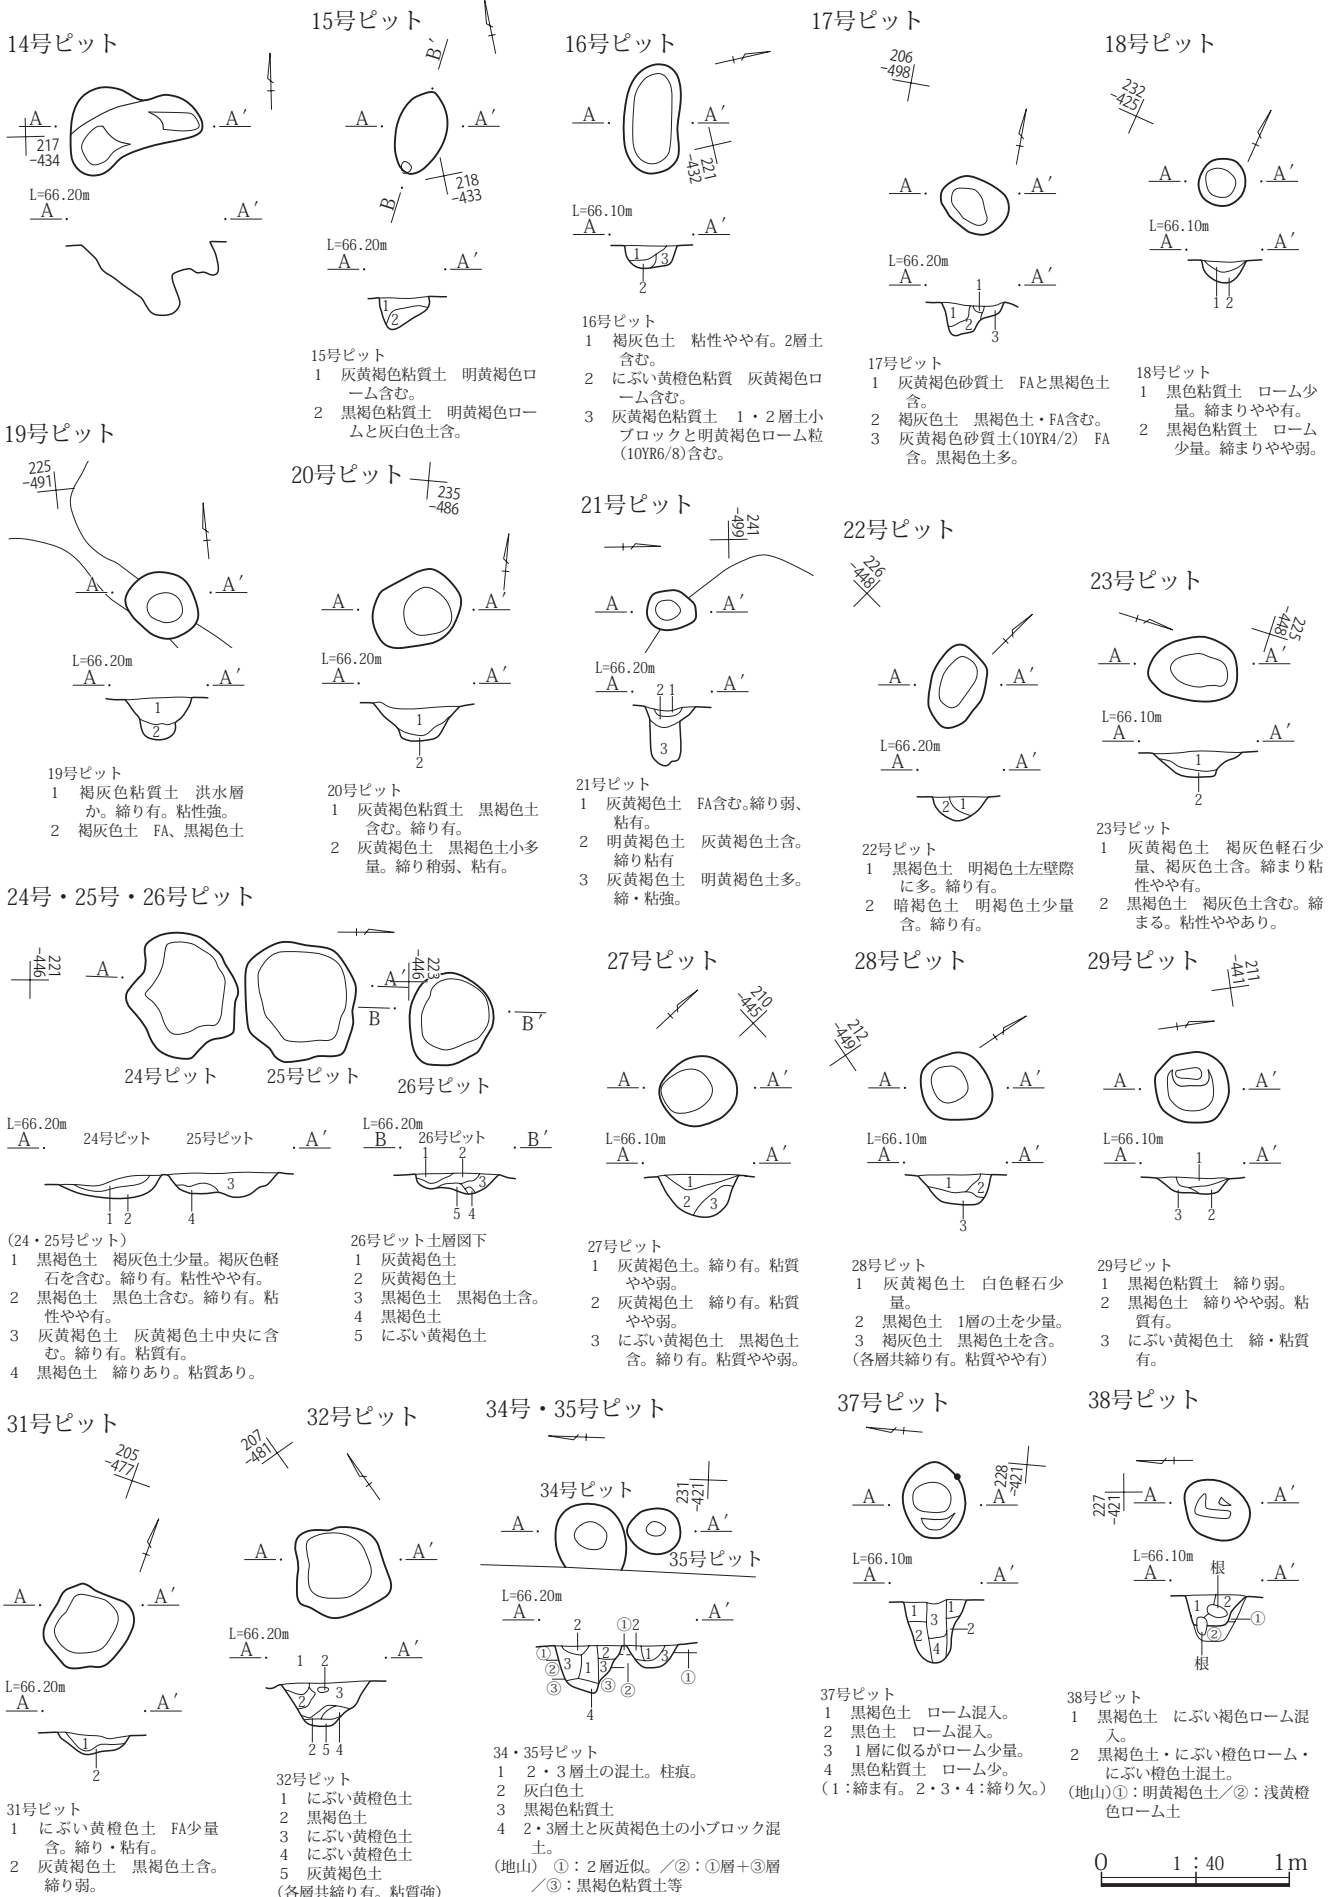 14号ピット
A
A′
217
-434
L=66.20m
A
A′
15号ピット
B′
A
A′
218
-433
B
L=66.20m
A
A′
1
2
15号ピット
1 灰黄褐色粘質土 明黄褐色ロ
ーム含む。
2 黒褐色粘質土 明黄褐色ロー
ムと灰白色土含。
16号ピット
A
A′
221
-432
L=66.10m
A
A′
1
3
2
16号ピット
1 褐灰色土 粘性やや有。2層土
含む。
2 にぶい黄橙色粘質 灰黄褐色ロ
ーム含む。
3 灰黄褐色粘質土 1・2層土小
ブロックと明黄褐色ローム粒
(10YR6/8)含む。
17号ピット
206
-498
A
A′
L=66.20m
A
A′
1
1
2
3
17号ピット
1 灰黄褐色砂質土 FAと黒褐色土
含。
2 褐灰色土 黒褐色土・FA含む。
3 灰黄褐色砂質土(10YR4/2) FA
含。黒褐色土多。
18号ピット
232
-425
A
A′
L=66.10m
A
A′
1 2
18号ピット
1 黒色粘質土 ローム少
量。締まりやや有。
2 黒褐色粘質土 ローム
少量。締まりやや弱。
19号ピット
225
-491
A
A′
L=66.20m
A
A′
1
2
19号ピット
1 褐灰色粘質土 洪水層
か。締り有。粘性強。
2 褐灰色土 FA、黒褐色土
20号ピット
235
-486
A
A′
L=66.20m
A
A′
1
2
20号ピット
1 灰黄褐色粘質土 黒褐色土
含む。締り有。
2 灰黄褐色土 黒褐色土小多
量。締り稍弱、粘有。
21号ピット
241
-499
A
A′
L=66.20m
A
A′
2 1
3
21号ピット
1 灰黄褐色土 FA含む。締り弱、
粘有。
2 明黄褐色土 灰黄褐色土含。
締り粘有
3 灰黄褐色土 明黄褐色土多。
締・粘強。
22号ピット
226
-448
A
A′
L=66.20m
A
A′
2 1
22号ピット
1 黒褐色土 明褐色土左壁際
に多。締り有。
2 暗褐色土 明褐色土少量
含。締り有。
23号ピット
225
-448
A
A′
L=66.10m
A
A′
1
2
23号ピット
1 灰黄褐色土 褐灰色軽石少
量、褐灰色土含。締まり粘
性やや有。
2 黒褐色土 褐灰色土含む。締
まる。粘性ややあり。
24号・25号・26号ピット
221
-446
A
A′
223
-446
B
B′
24号ピット
25号ピット
26号ピット
L=66.20m
A
24号ピット
25号ピット
A′
3
1 2
4
L=66.20m
B
26号ピット
B′
1
2
3
5 4
(24・25号ピット)
1 黒褐色土 褐灰色土少量。褐灰色軽
石を含む。締り有。粘性やや有。
2 黒褐色土 黒色土含む。締り有。粘
性やや有。
3 灰黄褐色土 灰黄褐色土中央に含
む。締り有。粘質有。
4 黒褐色土 締りあり。粘質あり。
26号ピット土層図下
1 灰黄褐色土
2 灰黄褐色土
3 黒褐色土 黒褐色土含。
4 黒褐色土
5 にぶい黄褐色土
27号ピット
210
-445
A
A′
L=66.10m
A
A′
1
2
3
27号ピット
1 灰黄褐色土。締り有。粘質
やや弱。
2 灰黄褐色土 締り有。粘質
やや弱。
3 にぶい黄褐色土 黒褐色土
含。締り有。粘質やや弱。
28号ピット
212
-449
A
A′
L=66.10m
A
A′
1
2
3
28号ピット
1 灰黄褐色土 白色軽石少
量。
2 黒褐色土 1層の土を少量。
3 褐灰色土 黒褐色土を含。
(各層共締り有。粘質やや有)
29号ピット
211
-441
A
A′
L=66.10m
A
A′
1
3 2
29号ピット
1 黒褐色粘質土 締り弱。
2 黒褐色土 締りやや弱。粘
質有。
3 にぶい黄褐色土 締・粘質
有。
31号ピット
205
-477
A
A′
L=66.20m
A
A′
1
2
31号ピット
1 にぶい黄橙色土 FA少量
含。締り・粘有。
2 灰黄褐色土 黒褐色土含。
締り弱。
32号ピット
207
-481
A
A′
L=66.20m
A
A′
1 2
2
3
2 5 4
32号ピット
1 にぶい黄橙色土
2 黒褐色土
3 にぶい黄橙色土
4 にぶい黄橙色土
5 灰黄褐色土
(各層共締り有。粘質強)
34号・35号ピット
34号ピット
231
-421
A
A′
35号ピット
L=66.20m
A
A′
2
①2
①
②
③
3
1
2
3
③
②
1
3
①
4
34・35号ピット
1 2・3層土の混土。柱痕。
2 灰白色土
3 黒褐色粘質土
4 2・3層土と灰黄褐色土の小ブロック混
土。
(地山) ①：2層近似。／②：①層＋③層
／③：黒褐色粘質土等
37号ピット
228
-421
A
A′
L=66.10m
A
A′
1
3
1
2
2
4
37号ピット
1 黒褐色土 ローム混入。
2 黒色土 ローム混入。
3 1層に似るがローム少量。
4 黒色粘質土 ローム少。
(1：締ま有。2・3・4：締り欠。)
38号ピット
227
-421
A
A′
L=66.10m
根
A
A′
1
2
①
②
根
38号ピット
1 黒褐色土 にぶい褐色ローム混
入。
2 黒褐色土・にぶい橙色ローム・
にぶい橙色土混土。
(地山)①：明黄褐色土／②：浅黄橙
色ローム土
0 1：40 1m